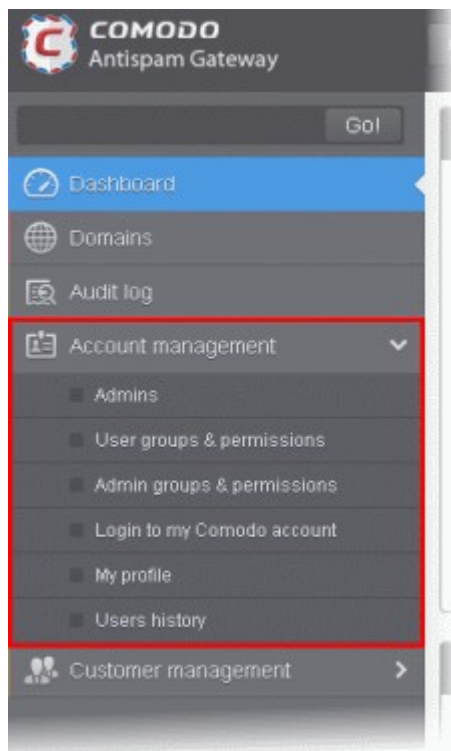 COMODO
Antispam Gateway
Go!
Dashboard
Domains
Audit log
Account management
Admins
User groups & permissions
Admin groups & permissions
Login to my Comodo account
My profile
Users history
Customer management